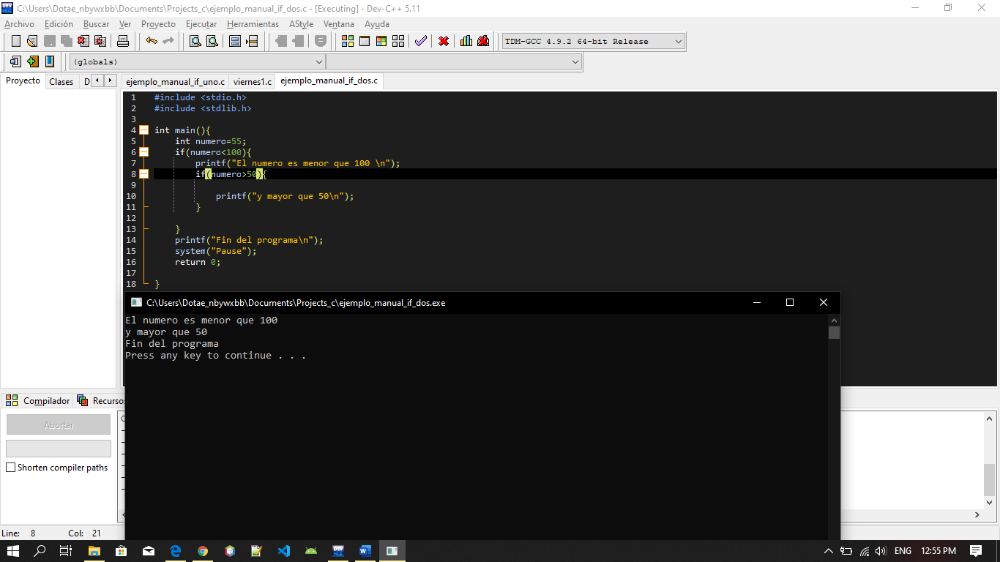 C:\Users\Dotae_nbywxbb\Documents\Projects_c\ejemplo_manual_if_dos.c - [Executing] - Dev-C++ 5.11
Archivo Edición Buscar Ver Proyecto Ejecutar Herramientas AStyle Ventana Ayuda
TDM-GCC 4.9.2 64-bit Release
(globals)
Proyecto Clases D
ejemplo_manual_if_uno.c viernes1.c ejemplo_manual_if_dos.c
1 #include <stdio.h>
2 #include <stdlib.h>
3
4 int main(){
5 int numero=55;
6 if(numero<100){
7 printf("El numero es menor que 100 \n");
8 if(numero>50){
9
10 printf("y mayor que 50\n");
11 }
12
13 }
14 printf("Fin del programa\n");
15 system("Pause");
16 return 0;
17
18 }
C:\Users\Dotae_nbywxbb\Documents\Projects_c\ejemplo_manual_if_dos.exe
El numero es menor que 100
y mayor que 50
Fin del programa
Press any key to continue . . .
Compilador Recursos
Abortar
Shorten compiler paths
Line: 8 Col: 21
ENG 12:55 PM